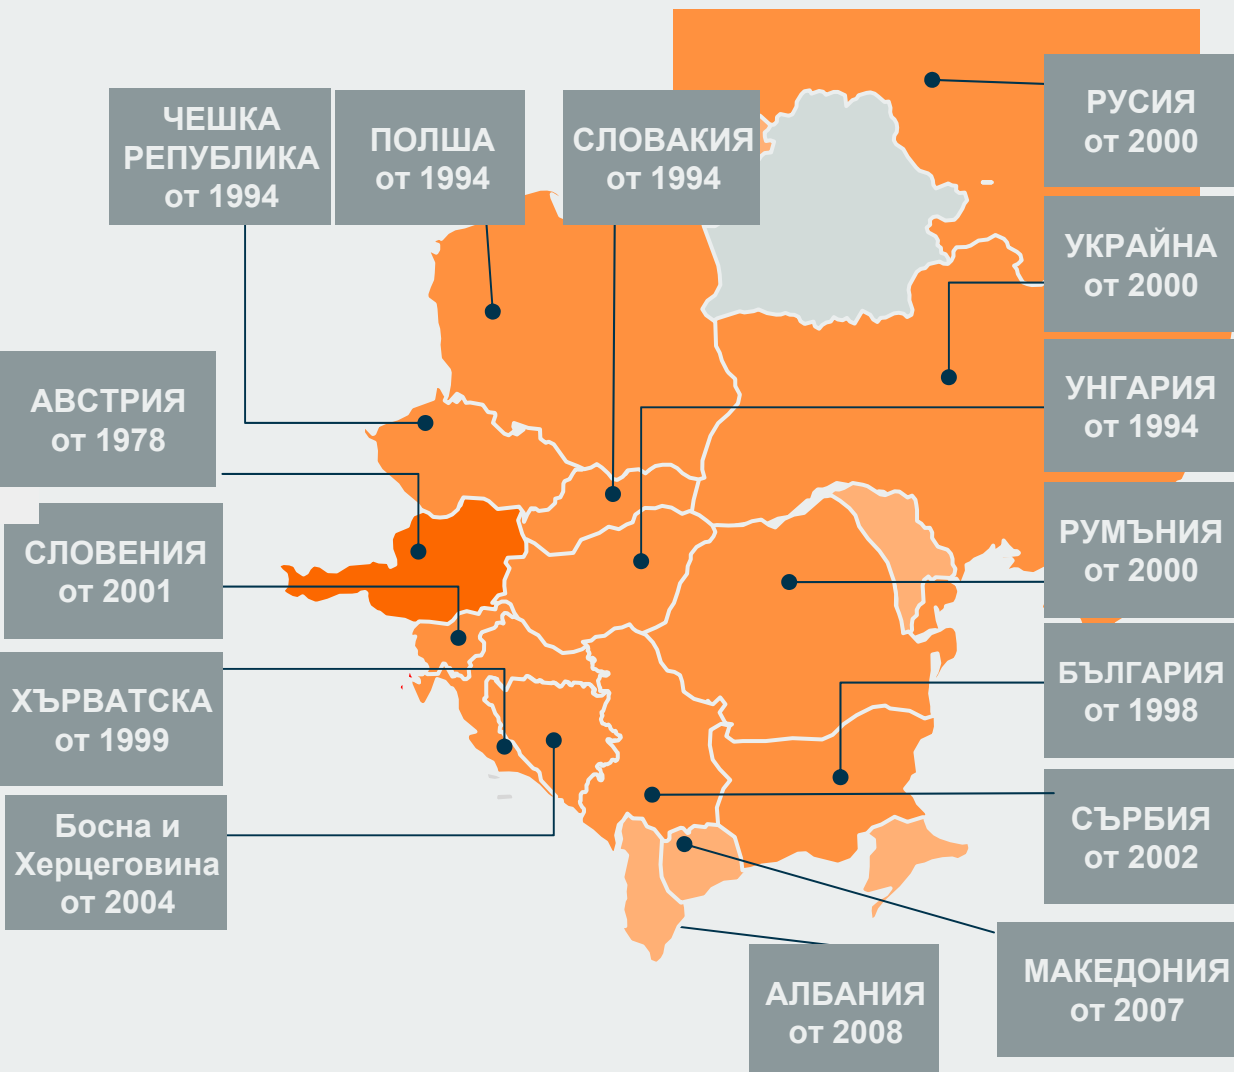 ЧЕШКА
РЕПУБЛИКА
от 1994
ПОЛША
от 1994
СЛОВАКИЯ
от 1994
РУСИЯ
от 2000
УКРАЙНА
от 2000
УНГАРИЯ
от 1994
РУМЪНИЯ
от 2000
БЪЛГАРИЯ
от 1998
СЪРБИЯ
от 2002
МАКЕДОНИЯ
от 2007
АЛБАНИЯ
от 2008
АВСТРИЯ
от 1978
СЛОВЕНИЯ
от 2001
ХЪРВАТСКА
от 1999
Босна и
Херцеговина
от 2004